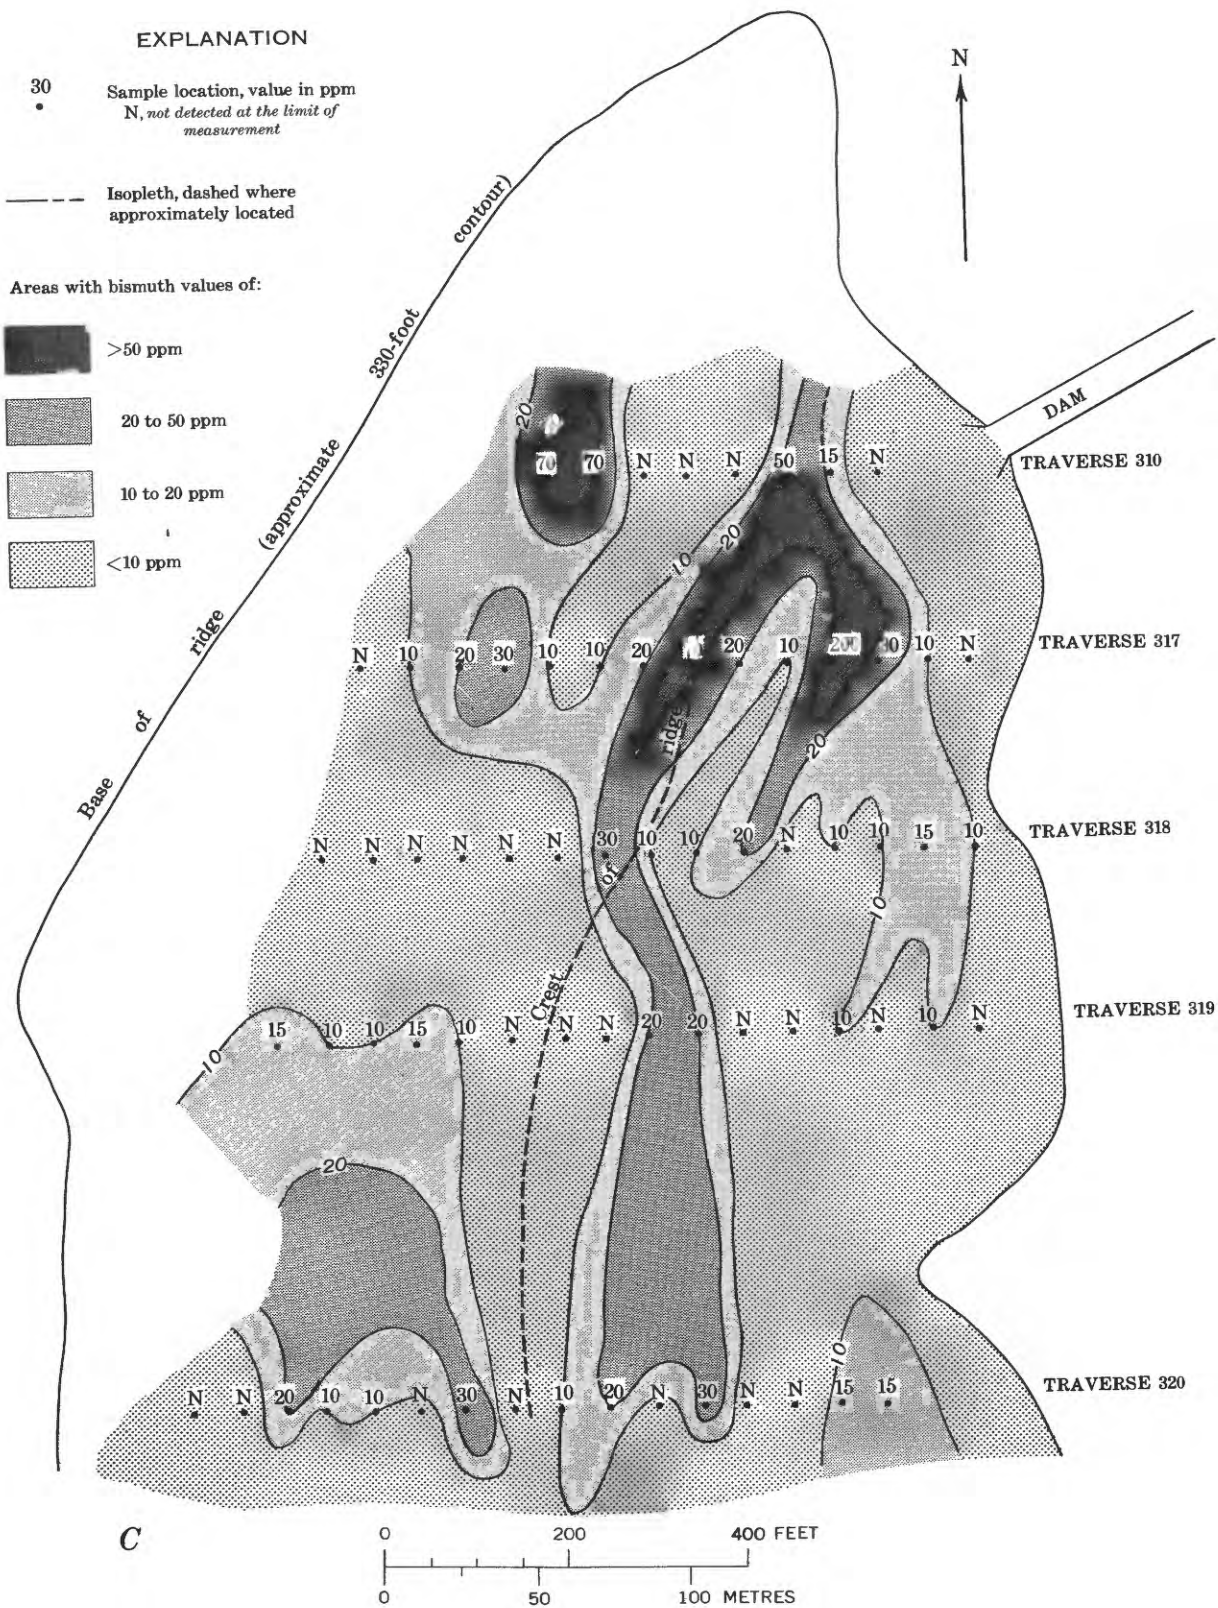 EXPLANATION
30
Sample location, value in ppm
N, not detected at the limit of
measurement
Isopleth, dashed where
approximately located
Areas with bismuth values of:
>50 ppm
20 to 50 ppm
10 to 20 ppm
<10 ppm
N
Base of ridge (approximate 330-foot contour)
DAM
20
70 70 N N N 50 15 N
TRAVERSE 310
10
20
N 10 20 30 10 10 20 20 10 200 30 10 N
TRAVERSE 317
20
N N N N N N 30 10 10 20 N 10 10 15 10
TRAVERSE 318
10
Crest of ridge
15 10 10 15 10 N N N 20 20 N N 10 N 10 N
TRAVERSE 319
10
20
10
N N 20 10 10 N 30 N 10 20 N 30 N N 15 15
TRAVERSE 320
C
0 200 400 FEET
0 50 100 METRES